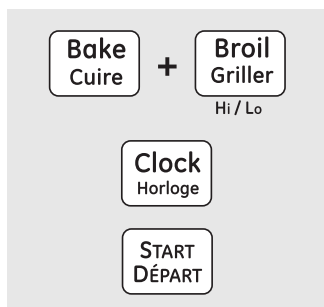 Bake + Broil
Cuire Griller
Hi / Lo
Clock
Horloge
START
DÉPART